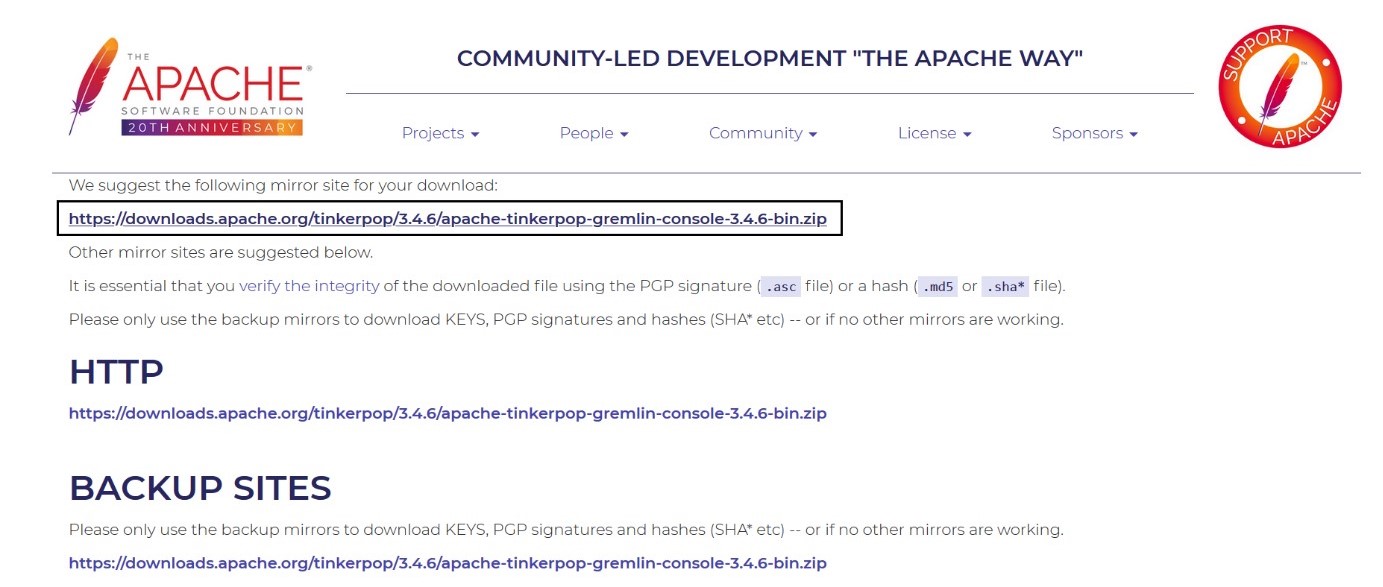 THE
APACHE®
SOFTWARE FOUNDATION
20TH ANNIVERSARY
COMMUNITY-LED DEVELOPMENT "THE APACHE WAY"
Projects
People
Community
License
Sponsors
SUPPORT
APACHE
™
We suggest the following mirror site for your download:
https://downloads.apache.org/tinkerpop/3.4.6/apache-tinkerpop-gremlin-console-3.4.6-bin.zip
Other mirror sites are suggested below.
It is essential that you verify the integrity of the downloaded file using the PGP signature ( .asc file) or a hash ( .md5 or .sha* file).
Please only use the backup mirrors to download KEYS, PGP signatures and hashes (SHA* etc) -- or if no other mirrors are working.
HTTP
https://downloads.apache.org/tinkerpop/3.4.6/apache-tinkerpop-gremlin-console-3.4.6-bin.zip
BACKUP SITES
Please only use the backup mirrors to download KEYS, PGP signatures and hashes (SHA* etc) -- or if no other mirrors are working.
https://downloads.apache.org/tinkerpop/3.4.6/apache-tinkerpop-gremlin-console-3.4.6-bin.zip